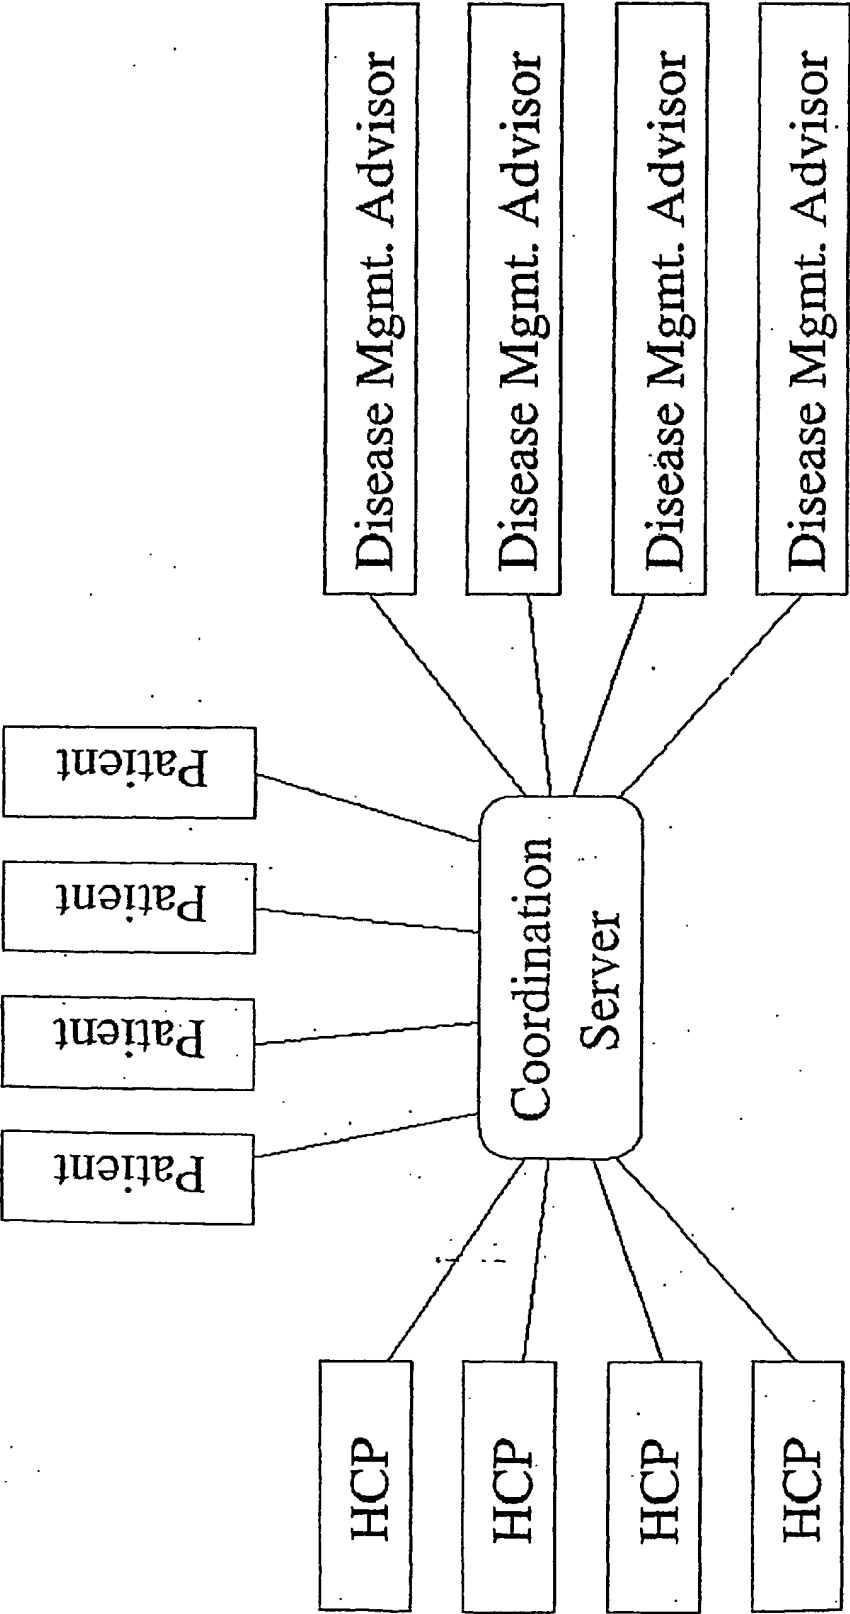 Disease Mgmt. Advisor
Disease Mgmt. Advisor
Disease Mgmt. Advisor
Disease Mgmt. Advisor
Patient
Patient
Patient
Patient
Coordination
Server
HCP
HCP
HCP
HCP